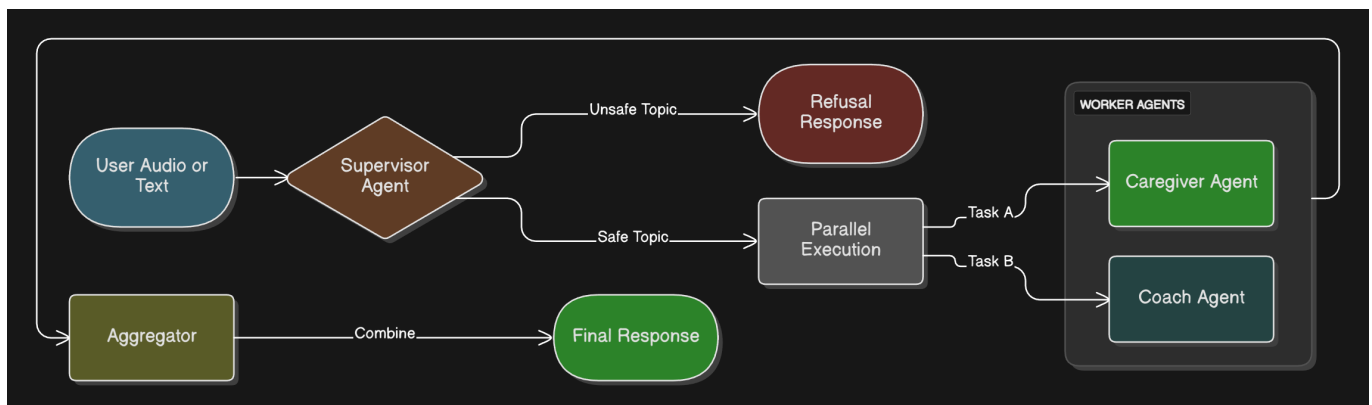 User Audio or
Text
Supervisor
Agent
Unsafe Topic
Refusal
Response
Safe Topic
Parallel
Execution
Task A
Task B
WORKER AGENTS
Caregiver Agent
Coach Agent
Aggregator
Combine
Final Response